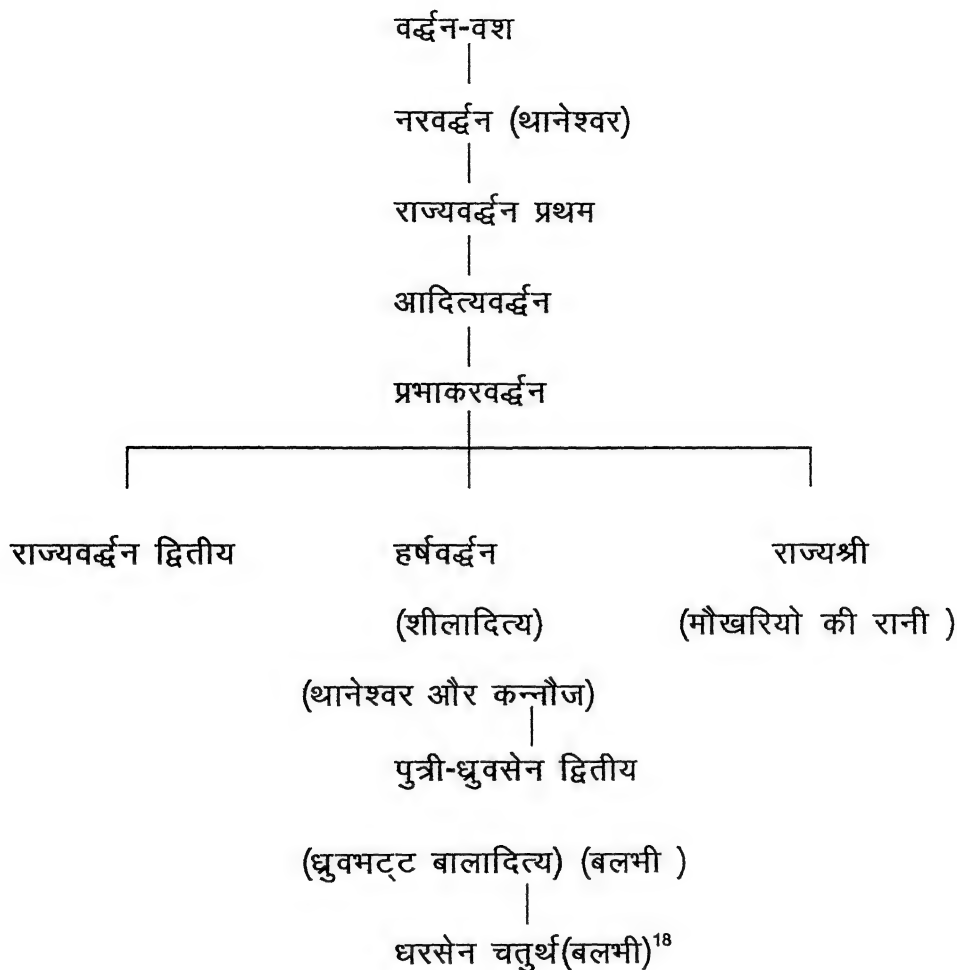 वर्द्धन-वश
नरवर्द्धन (थानेश्वर)
राज्यवर्द्धन प्रथम
आदित्यवर्द्धन
प्रभाकरवर्द्धन
राज्यवर्द्धन द्वितीय हर्षवर्द्धन राज्यश्री
(शीलादित्य) (मौखरियो की रानी )
(थानेश्वर और कन्नौज)
पुत्री-ध्रुवसेन द्वितीय
(ध्रुवभट्ट बालादित्य) (बलभी )
धरसेन चतुर्थ(बलभी)¹⁸